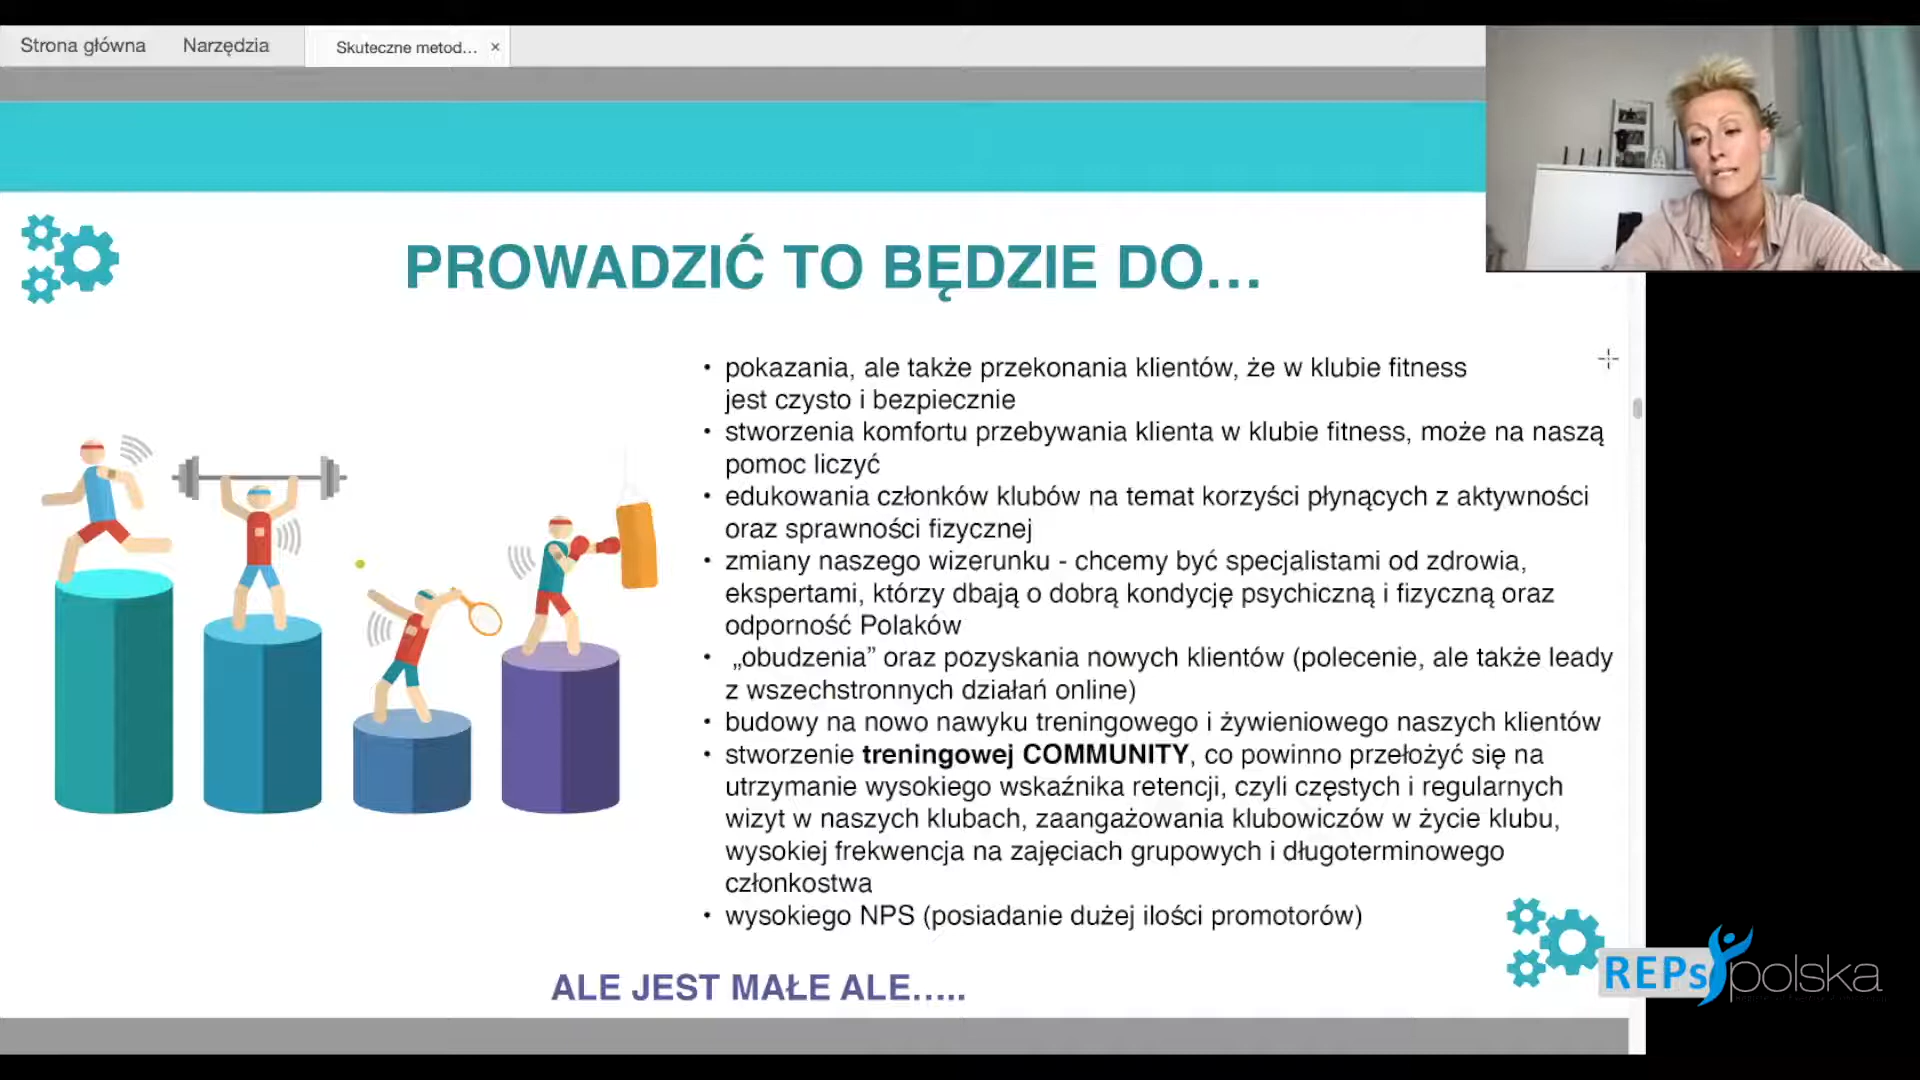 Strona główna Narzędzia Skuteczne metod... ×
PROWADZIĆ TO BĘDZIE DO...
• pokazania, ale także przekonania klientów, że w klubie fitness
jest czysto i bezpiecznie
• stworzenia komfortu przebywania klienta w klubie fitness, może na naszą
pomoc liczyć
• edukowania członków klubów na temat korzyści płynących z aktywności
oraz sprawności fizycznej
• zmiany naszego wizerunku - chcemy być specjalistami od zdrowia,
ekspertami, którzy dbają o dobrą kondycję psychiczną i fizyczną oraz
odporność Polaków
• „obudzenia” oraz pozyskania nowych klientów (polecenie, ale także leady
z wszechstronnych działań online)
• budowy na nowo nawyku treningowego i żywieniowego naszych klientów
• stworzenie treningowej COMMUNITY, co powinno przełożyć się na
utrzymanie wysokiego wskaźnika retencji, czyli częstych i regularnych
wizyt w naszych klubach, zaangażowania klubowiczów w życie klubu,
wysokiej frekwencja na zajęciach grupowych i długoterminowego
członkostwa
• wysokiego NPS (posiadanie dużej ilości promotorów)
ALE JEST MAŁE ALE.....
REPs polska